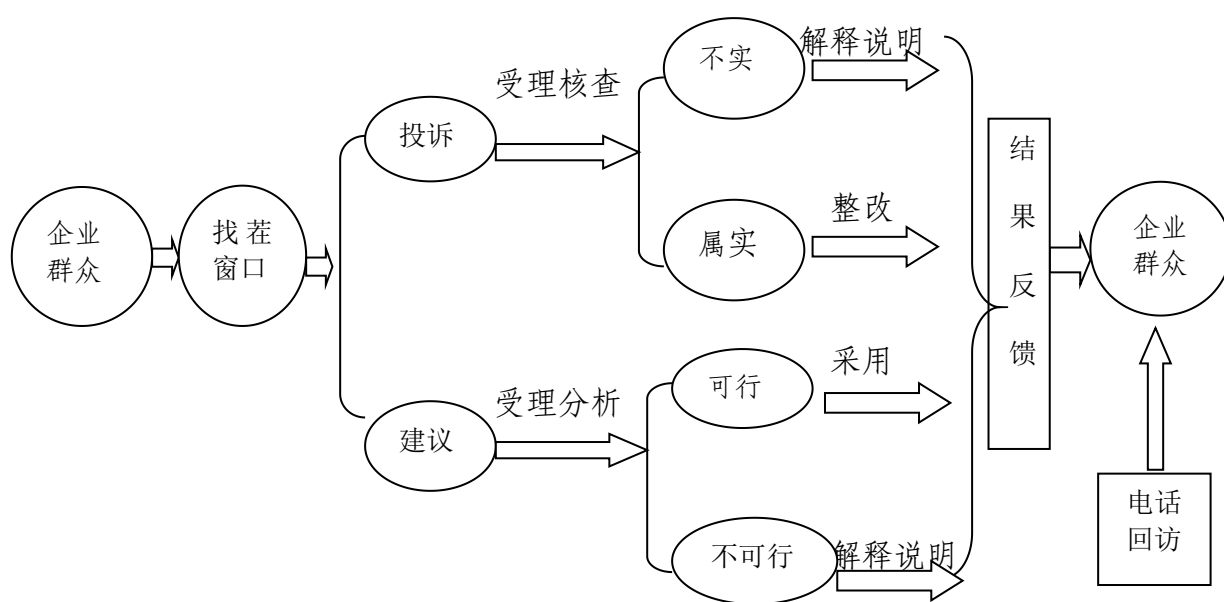 企业
群众
找 茬
窗口
投诉
受理核查
不实
解释说明
属实
整改
建议
受理分析
可行
采用
不可行
解释说明
结
果
反
馈
企业
群众
电话
回访